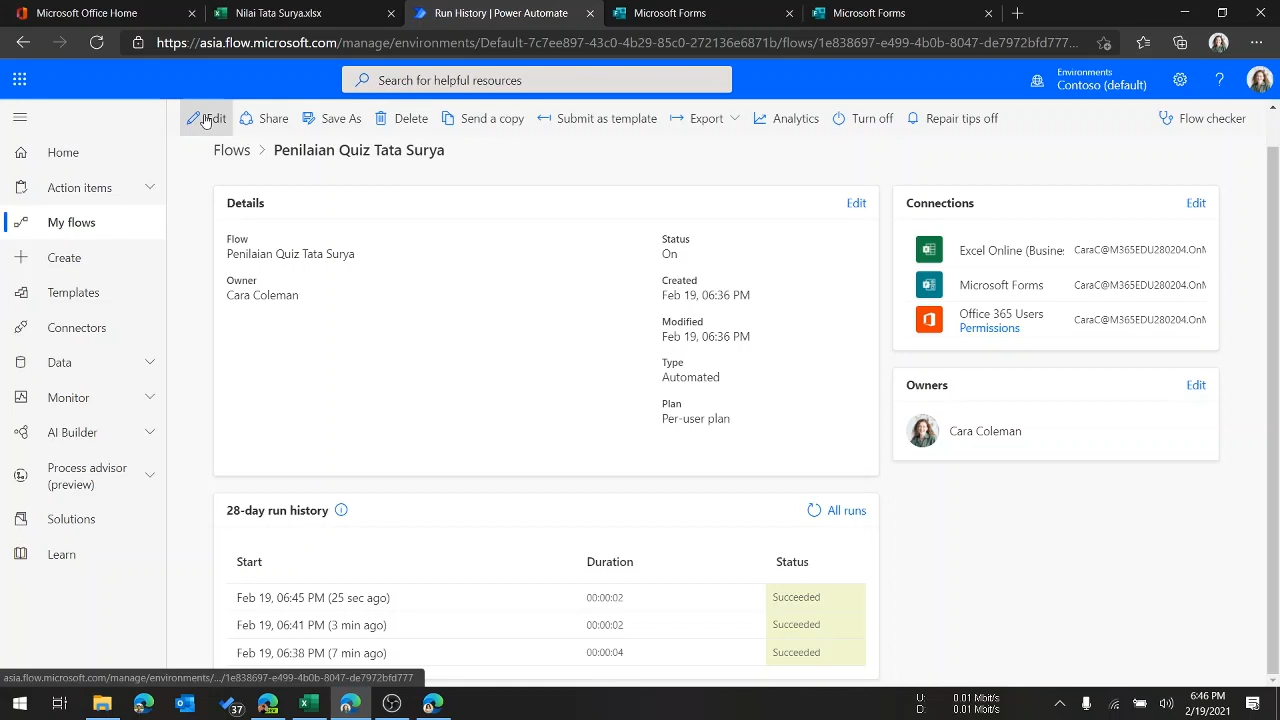 Microsoft Office Home
Nilai Tata Surya.xlsx
Run History | Power Automate
Microsoft Forms
Microsoft Forms
https://asia.flow.microsoft.com/manage/environments/Default-7c7ee897-43c0-4b29-85c0-272136e6871b/flows/1e838697-e499-4b0b-8047-de7972bfd777...
Search for helpful resources
Environments
Contoso (default)
Edit
Share
Save As
Delete
Send a copy
Submit as template
Export
Analytics
Turn off
Repair tips off
Flow checker
Home
Action items
My flows
Create
Templates
Connectors
Data
Monitor
AI Builder
Process advisor
(preview)
Solutions
Learn
Flows > Penilaian Quiz Tata Surya
Details
Edit
Flow
Penilaian Quiz Tata Surya
Owner
Cara Coleman
Status
On
Created
Feb 19, 06:36 PM
Modified
Feb 19, 06:36 PM
Type
Automated
Plan
Per-user plan
Connections
Edit
Excel Online (Busine: CaraC@M365EDU280204.OnM
Microsoft Forms CaraC@M365EDU280204.OnM
Office 365 Users CaraC@M365EDU280204.OnM
Permissions
Owners
Edit
Cara Coleman
28-day run history
All runs
Start Duration Status
Feb 19, 06:45 PM (25 sec ago) 00:00:02 Succeeded
Feb 19, 06:41 PM (3 min ago) 00:00:02 Succeeded
Feb 19, 06:38 PM (7 min ago) 00:00:04 Succeeded
asia.flow.microsoft.com/manage/environments/.../1e838697-e499-4b0b-8047-de7972bfd777
37
U: 0.01 Mbit/s
D: 0.01 Mbit/s
6:46 PM
2/19/2021